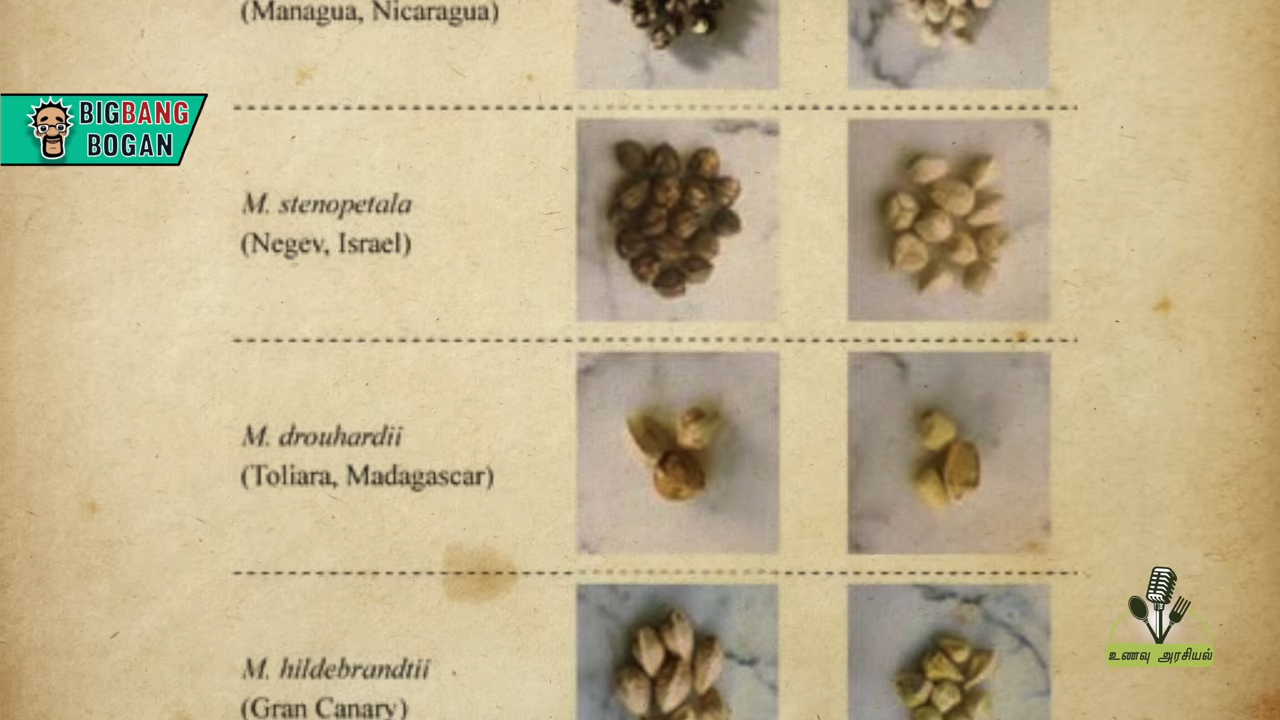 (Managua, Nicaragua)
BIGBANG
BOGAN
M. stenopetala
(Negev, Israel)
M. drouhardii
(Toliara, Madagascar)
M. hildebrandtii
(Gran Canary)
உணவு அரசியல்